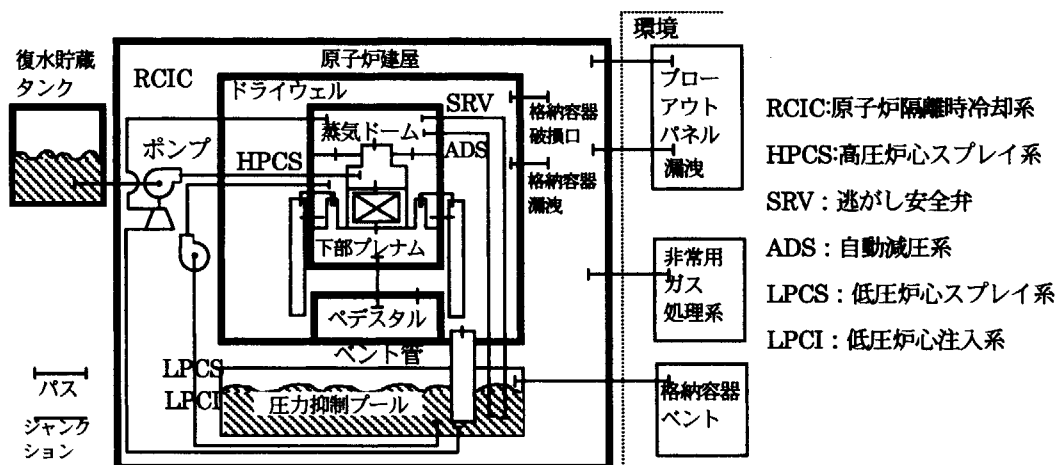 環境
原子炉建屋
復水貯蔵
タンク
RCIC
ドライウェル
SRV
蒸気ドーム
ADS
ポンプ
HPCS
格納容器
破損口
格納容器
漏洩
下部プレナム
ペデスタル
ベント管
LPCS
LPCI
圧力抑制プール
パス
ジャンク
ション
ブロー
アウト
パネル
漏洩
非常用
ガス
処理系
格納容器
ベント
RCIC:原子炉隔離時冷却系
HPCS:高圧炉心スプレイ系
SRV:逃がし安全弁
ADS:自動減圧系
LPCS:低圧炉心スプレイ系
LPCI:低圧炉心注入系